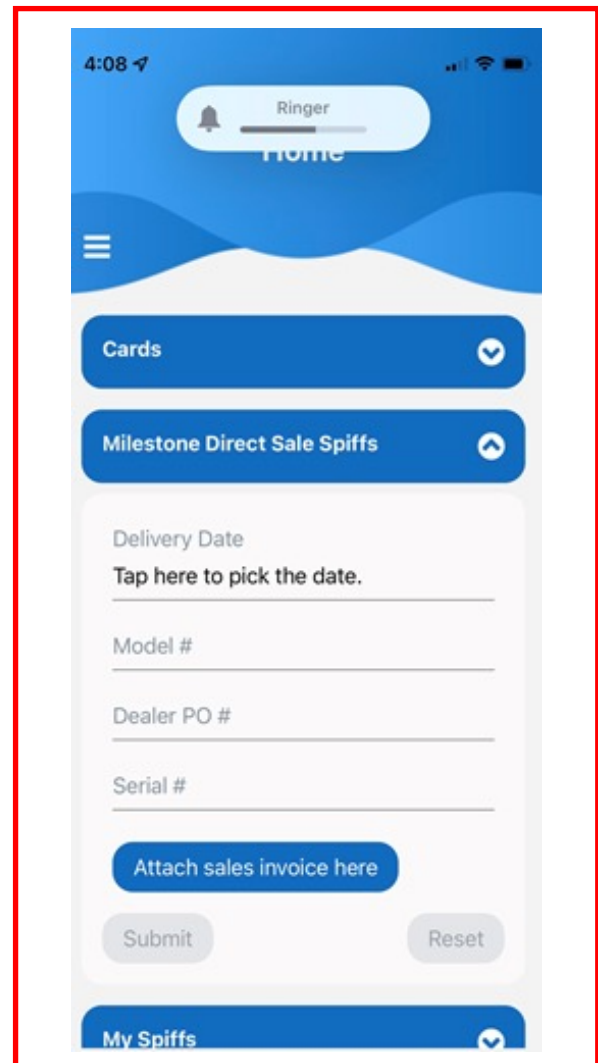 4:08
Ringer
Home
Cards
Milestone Direct Sale Spiffs
Delivery Date
Tap here to pick the date.
Model #
Dealer PO #
Serial #
Attach sales invoice here
Submit Reset
My Spiffs